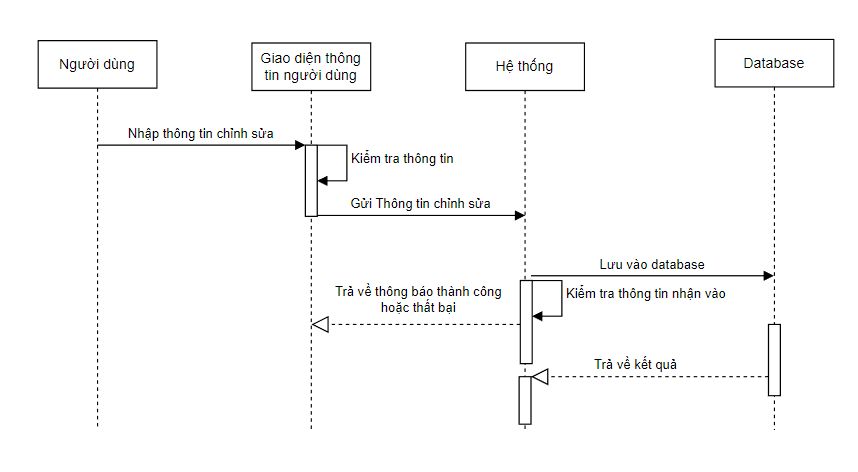 Người dùng
Giao diện thông
tin người dùng
Hệ thống
Database
Nhập thông tin chỉnh sửa
Kiểm tra thông tin
Gửi Thông tin chỉnh sửa
Lưu vào database
Trả về thông báo thành công
hoặc thất bại
Kiểm tra thông tin nhận vào
Trả về kết quả